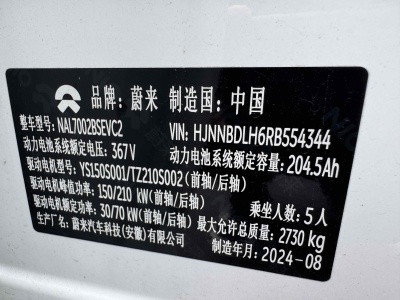 品牌: 蔚来 制造国: 中国
整车型号: NAL7002BSEVC2 VIN: HJNNBDLH6RB554344
动力电池系统额定电压: 367V 动力电池系统额定容量: 204.5Ah
驱动电机型号: YS150S001/TZ210S002 (前轴/后轴)
驱动电机峰值功率: 150/210 kW(前轴/后轴) 乘坐人数: 5人
驱动电机额定功率: 30/70 kW(前轴/后轴) 最大允许总质量: 2730 kg
生产厂名: 蔚来汽车科技(安徽)有限公司 制造年月: 2024-08